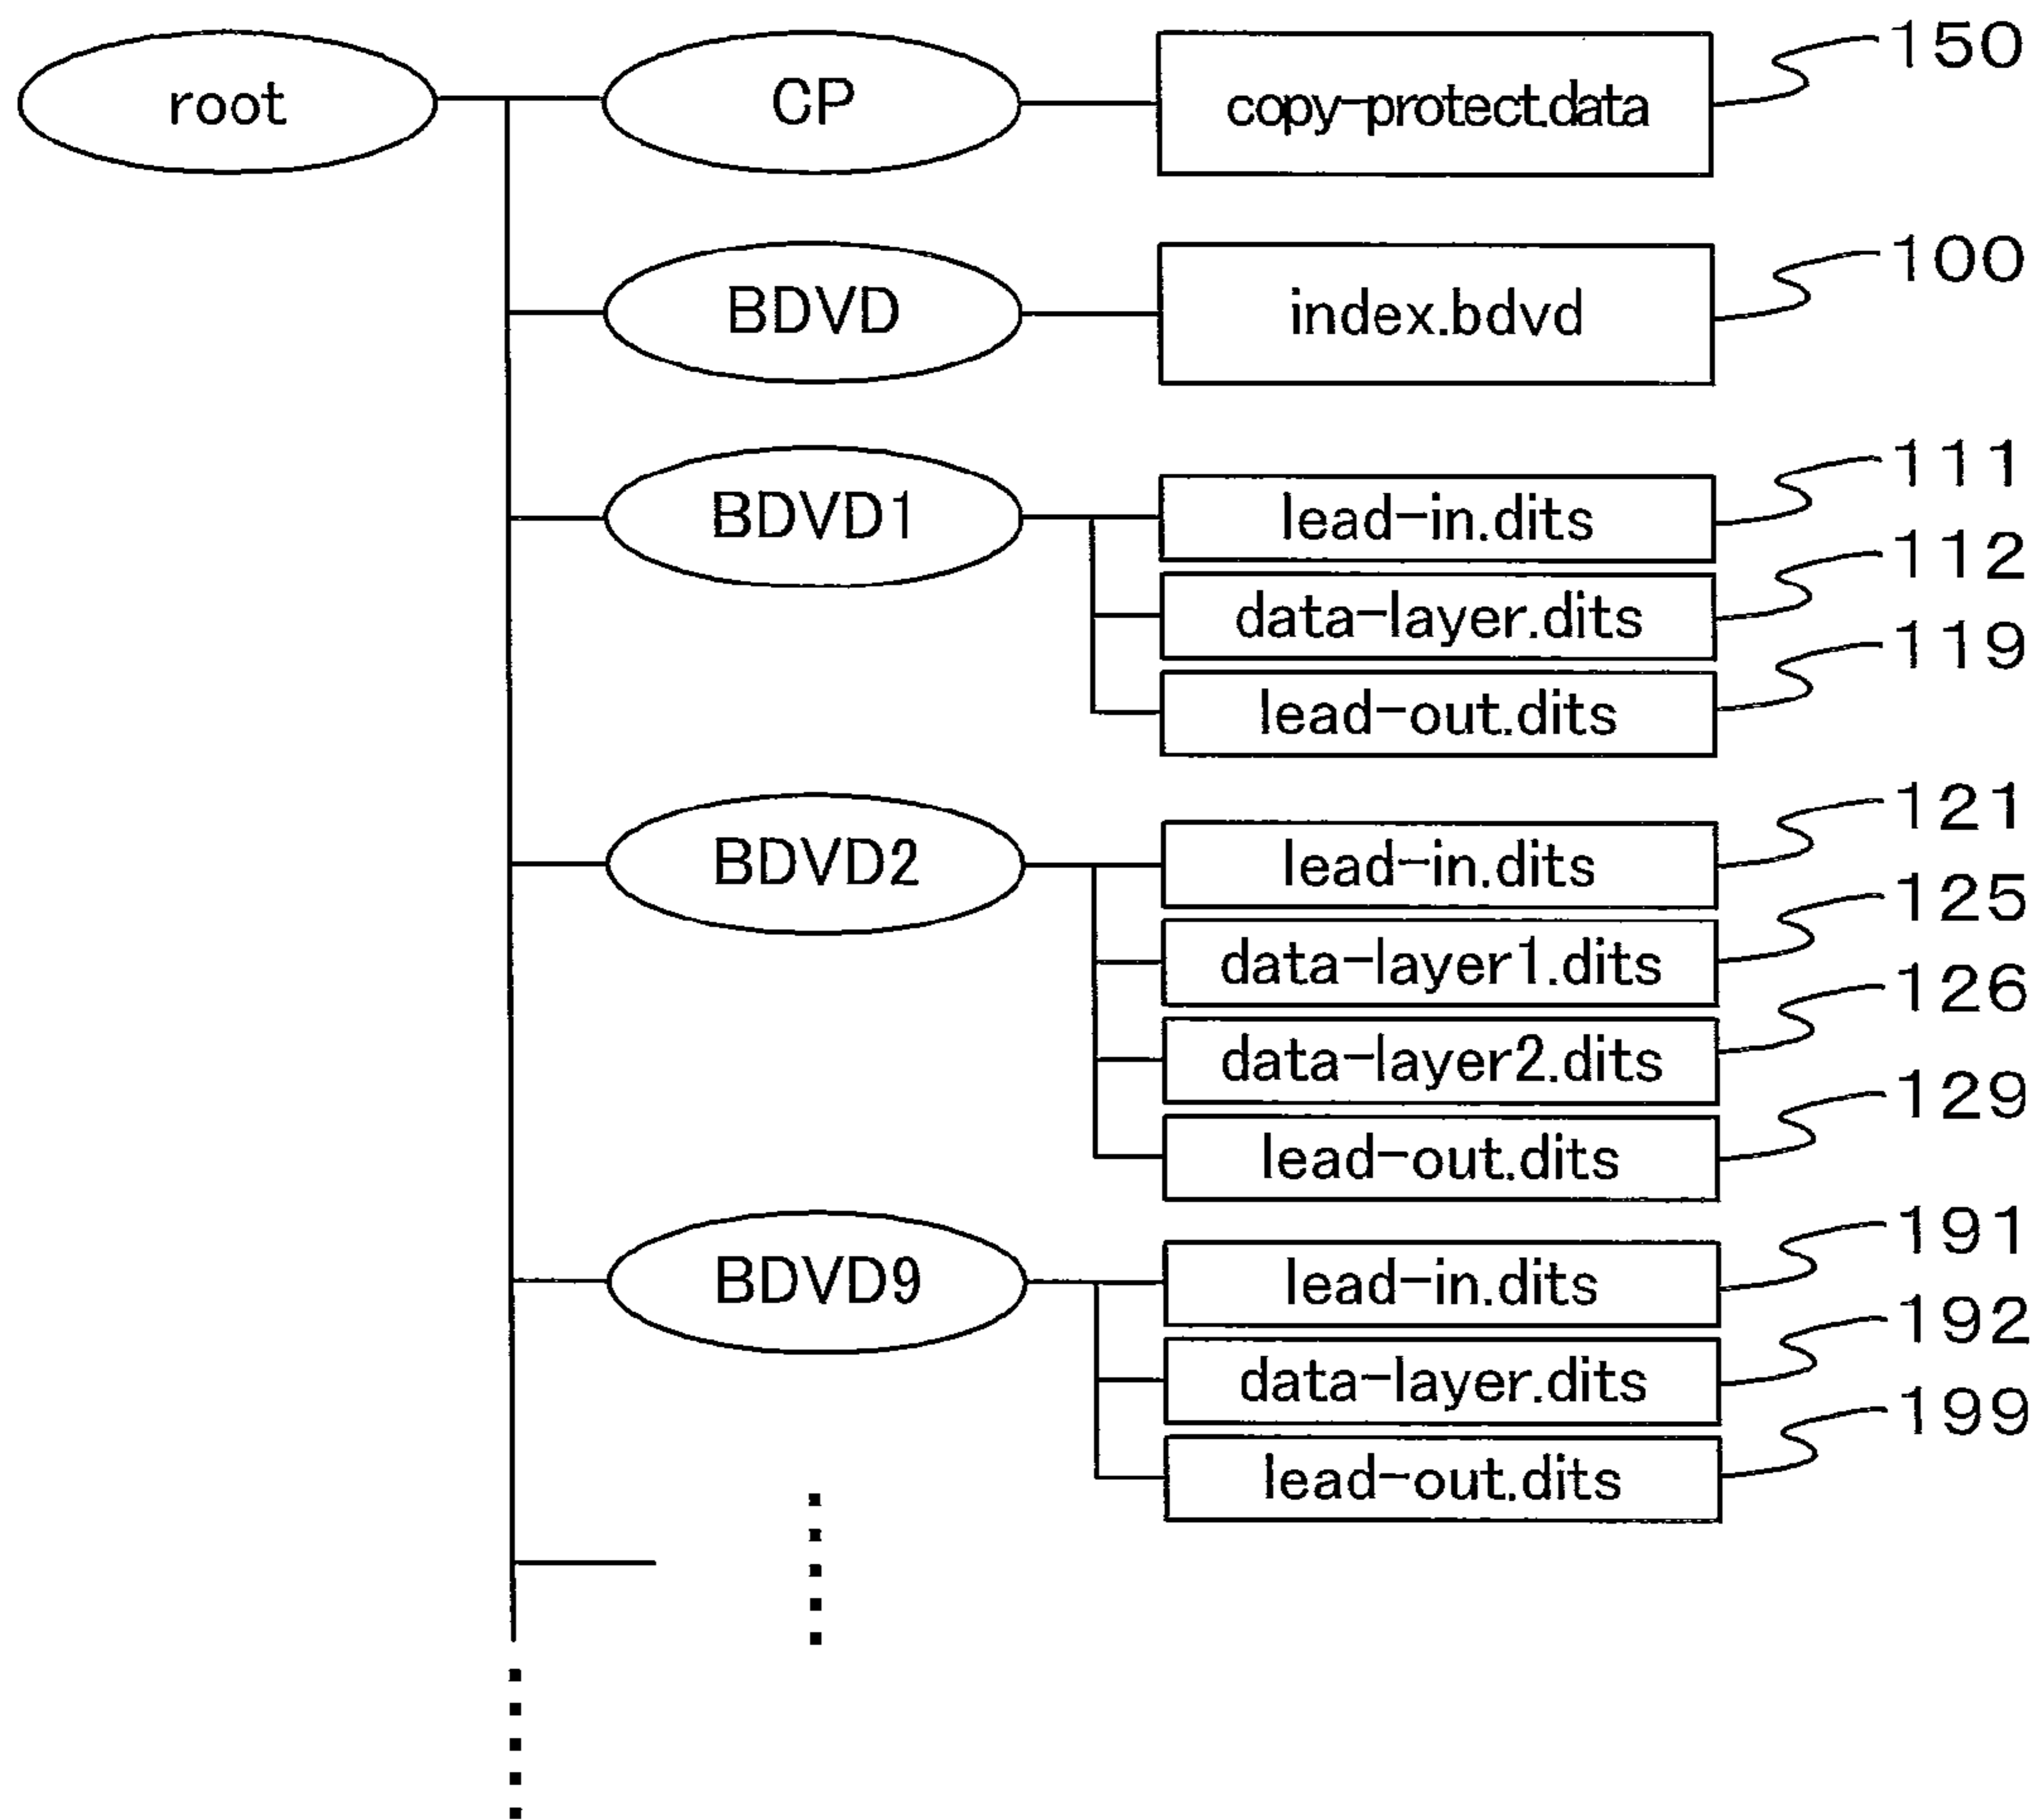 root CP copy-protect.data 150
BDVD index.bdvd 100
BDVD1 lead-in.dits 111
data-layer.dits 112
lead-out.dits 119
BDVD2 lead-in.dits 121
data-layer1.dits 125
data-layer2.dits 126
lead-out.dits 129
BDVD9 lead-in.dits 191
data-layer.dits 192
lead-out.dits 199